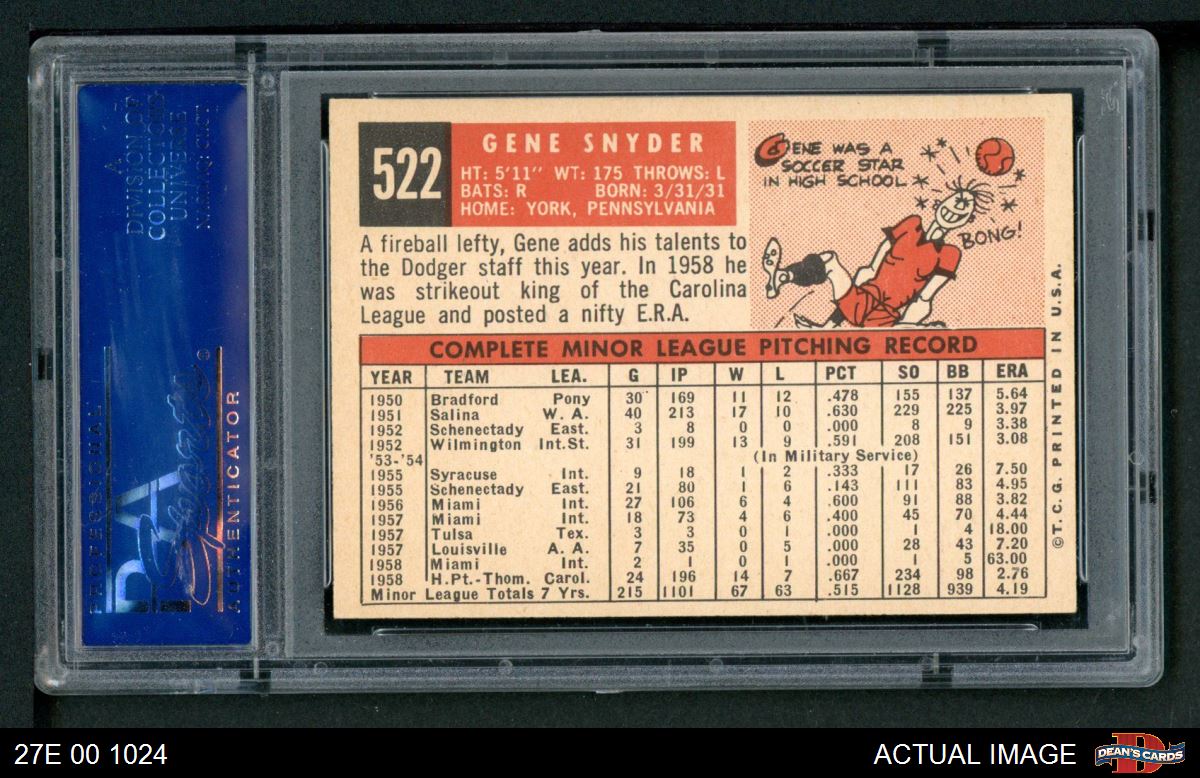 A
DIVISION OF
COLLECTORS
UNIVERSE
NASDAQ: CLCT
PROFESSIONAL
PSA
AUTHENTICATOR
522
GENE SNYDER
HT: 5'11" WT: 175 THROWS: L
BATS: R BORN: 3/31/31
HOME: YORK, PENNSYLVANIA
GENE WAS A
SOCCER STAR
IN HIGH SCHOOL
BONG!
A fireball lefty, Gene adds his talents to
the Dodger staff this year. In 1958 he
was strikeout king of the Carolina
League and posted a nifty E.R.A.
COMPLETE MINOR LEAGUE PITCHING RECORD
YEAR TEAM LEA. G IP W L PCT SO BB ERA
1950 Bradford Pony 30 169 11 12 .478 155 137 5.64
1951 Salina W. A. 40 213 17 10 .630 229 225 3.97
1952 Schenectady East. 3 8 0 0 .000 8 9 3.38
1952 Wilmington Int.St. 31 199 13 9 .591 208 151 3.08
'53-'54 (In Military Service)
1955 Syracuse Int. 9 18 1 2 .333 17 26 7.50
1955 Schenectady East. 21 80 1 6 .143 111 83 4.95
1956 Miami Int. 27 106 6 4 .600 91 88 3.82
1957 Miami Int. 18 73 4 6 .400 45 70 4.44
1957 Tulsa Tex. 3 3 0 1 .000 1 4 18.00
1957 Louisville A. A. 7 35 0 5 .000 28 43 7.20
1958 Miami Int. 2 1 0 1 .000 1 5 63.00
1958 H.Pt.-Thom. Carol. 24 196 14 7 .667 234 98 2.76
Minor League Totals 7 Yrs. 215 1101 67 63 .515 1128 939 4.19
©T.C.G. PRINTED IN U.S.A.
27E 00 1024
ACTUAL IMAGE
DEAN'S CARDS